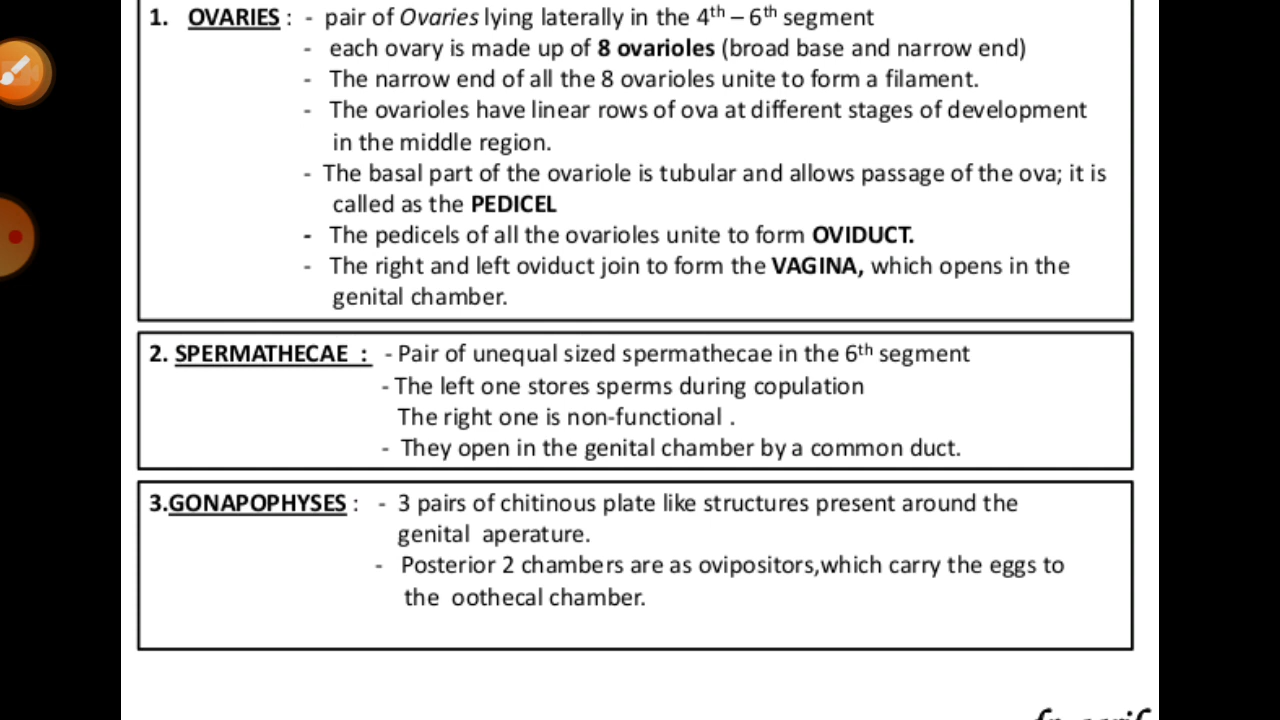 1. OVARIES : - pair of Ovaries lying laterally in the 4th – 6th segment
- each ovary is made up of 8 ovarioles (broad base and narrow end)
- The narrow end of all the 8 ovarioles unite to form a filament.
- The ovarioles have linear rows of ova at different stages of development
in the middle region.
- The basal part of the ovariole is tubular and allows passage of the ova; it is
called as the PEDICEL
- The pedicels of all the ovarioles unite to form OVIDUCT.
- The right and left oviduct join to form the VAGINA, which opens in the
genital chamber.
2. SPERMATHECAE : - Pair of unequal sized spermathecae in the 6th segment
- The left one stores sperms during copulation
The right one is non-functional .
- They open in the genital chamber by a common duct.
3.GONAPOPHYSES : - 3 pairs of chitinous plate like structures present around the
genital aperature.
- Posterior 2 chambers are as ovipositors,which carry the eggs to
the oothecal chamber.